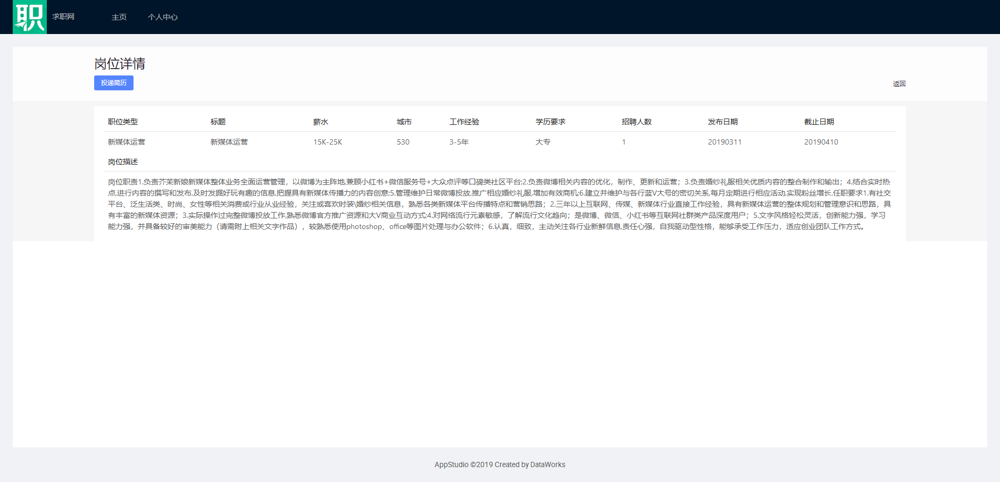 职 求职网 主页 个人中心
岗位详情
投递简历 返回
职位类型 标题 薪水 城市 工作经验 学历要求 招聘人数 发布日期 截止日期
新媒体运营 新媒体运营 15K-25K 530 3-5年 大专 1 20190311 20190410
岗位描述
岗位职责1.负责芥茉新娘新媒体整体业务全面运营管理，以微博为主阵地,兼顾小红书+微信服务号+大众点评等口碑类社区平台;2.负责微博相关内容的优化，制作、更新和运营；3.负责婚纱礼服相关优质内容的整合制作和输出；4.结合实时热
点,进行内容的撰写和发布,及时发掘好玩有趣的信息,把握具有新媒体传播力的内容创意;5.管理维护日常微博投放,推广相应婚纱礼服,增加有效商机;6.建立并维护与各行蓝V大号的密切关系,每月定期进行相应活动,实现粉丝增长.任职要求1.有社交
平台、泛生活类、时尚、女性等相关消费或行业从业经验，关注或喜欢时装\婚纱相关信息，熟悉各类新媒体平台传播特点和营销思路；2.三年以上互联网、传媒、新媒体行业直接工作经验，具有新媒体运营的整体规划和管理意识和思路，具
有丰富的新媒体资源；3.实际操作过完整微博投放工作,熟悉微博官方推广资源和大V商业互动方式;4.对网络流行元素敏感，了解流行文化趋向；是微博、微信、小红书等互联网社群类产品深度用户；5.文字风格轻松灵活，创新能力强，学习
能力强，并具备较好的审美能力（请需附上相关文字作品），较熟悉使用photoshop、office等图片处理与办公软件；6.认真，细致，主动关注各行业新鲜信息,责任心强，自我驱动型性格，能够承受工作压力，适应创业团队工作方式。
AppStudio ©2019 Created by DataWorks